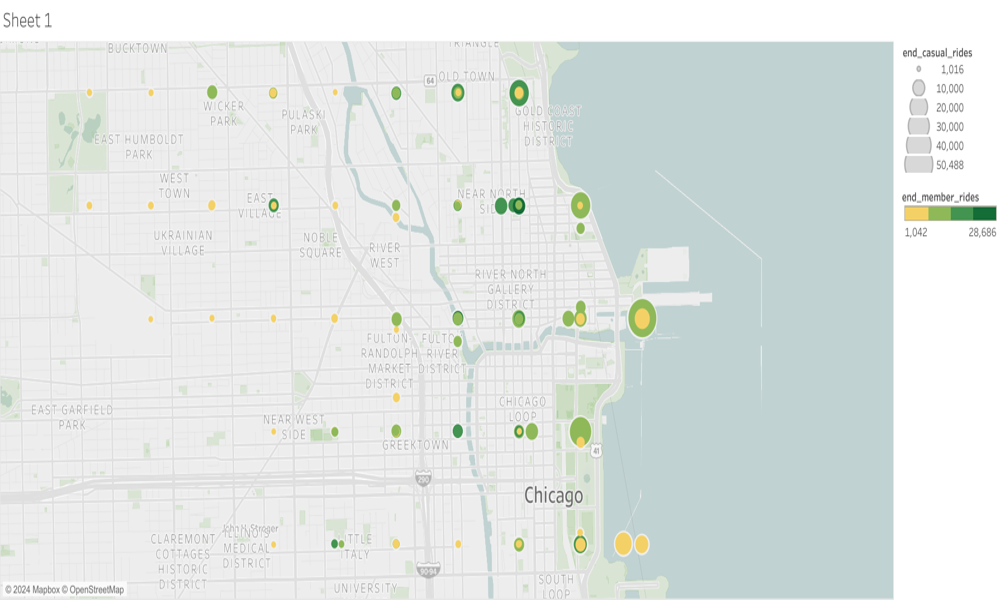 Sheet 1
BUCKTOWN
TRIANGLE
64
OLD TOWN
WICKER
PARK
PULASKI
PARK
GOLD COAST
HISTORIC
DISTRICT
EAST HUMBOLDT
PARK
WEST
TOWN
EAST
VILLAGE
NEAR NORTH
UKRAINIAN
VILLAGE
NOBLE
SQUARE
RIVER
WEST
RIVER NORTH
GALLERY
DISTRICT
FULTON
RANDOLPH
MARKET
DISTRICT
FULTON
RIVER
DISTRICT
EAST GARFIELD
PARK
NEAR WEST
SIDE
GREEKTOWN
CHICAGO
LOOP
41
290
Chicago
John H. Stroger
ILLINOIS
MEDICAL
DISTRICT
CLAREMONT
COTTAGES
HISTORIC
DISTRICT
ITALY
90-94
UNIVERSITY
SOUTH
LOOP
© 2024 Mapbox © OpenStreetMap
end_casual_rides
1,016
10,000
20,000
30,000
40,000
50,488
end_member_rides
1,042 28,686